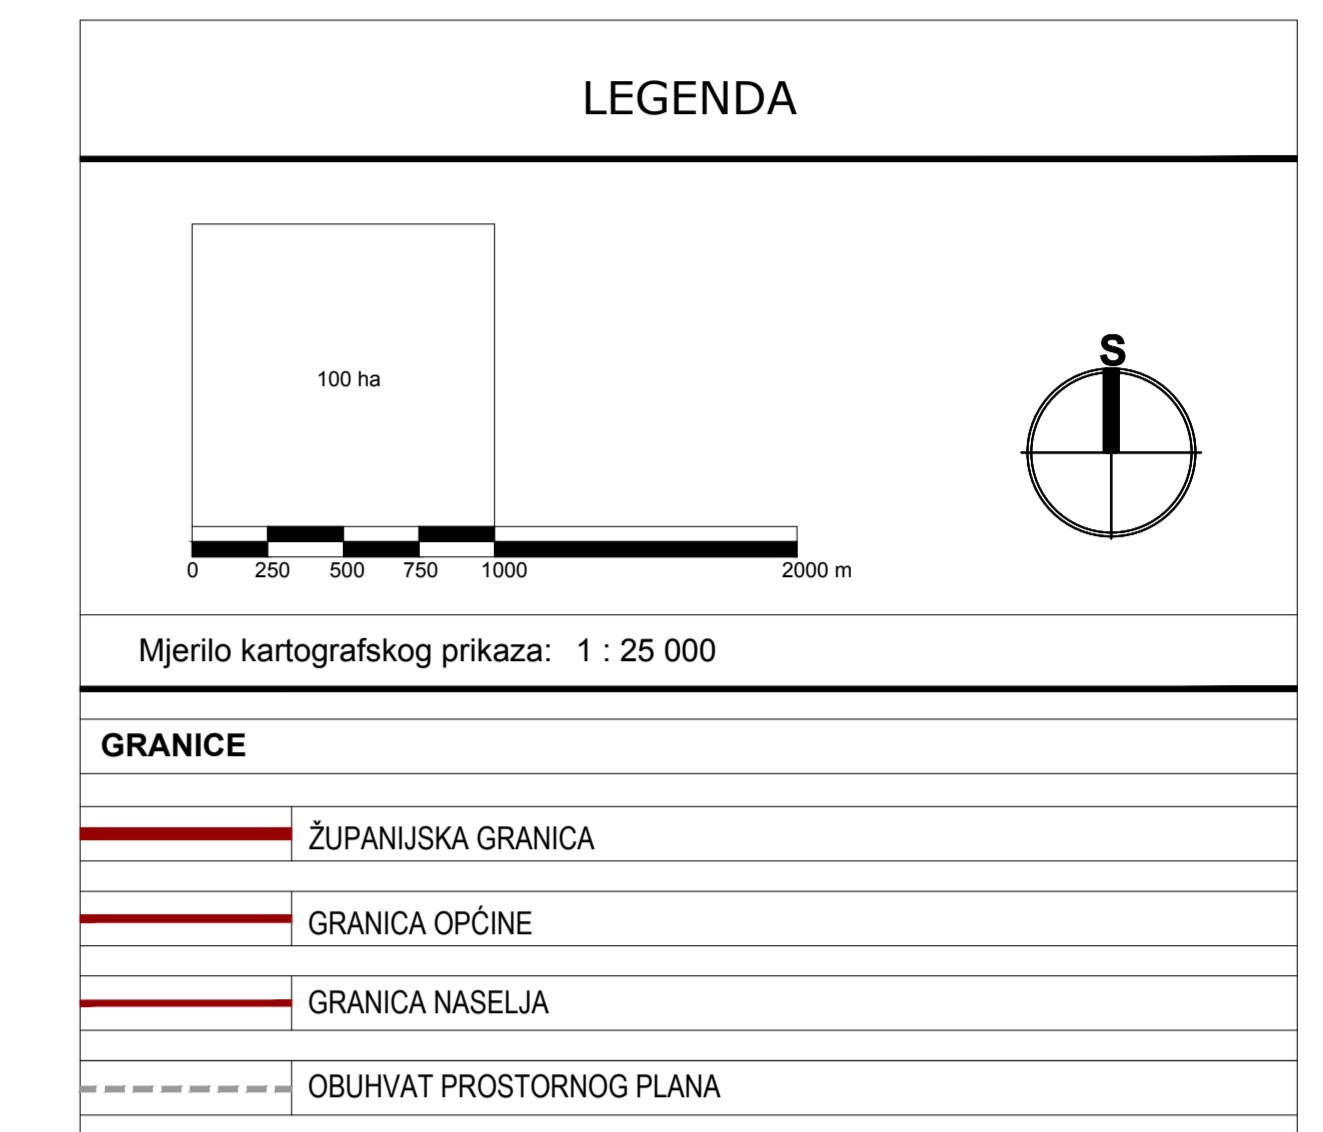 LEGENDA
100 ha
S
0 250 500 750 1000 2000 m
Mjerilo kartografskog prikaza: 1 : 25 000
GRANICE
ŽUPANIJSKA GRANICA
GRANICA OPĆINE
GRANICA NASELJA
OBUHVAT PROSTORNOG PLANA